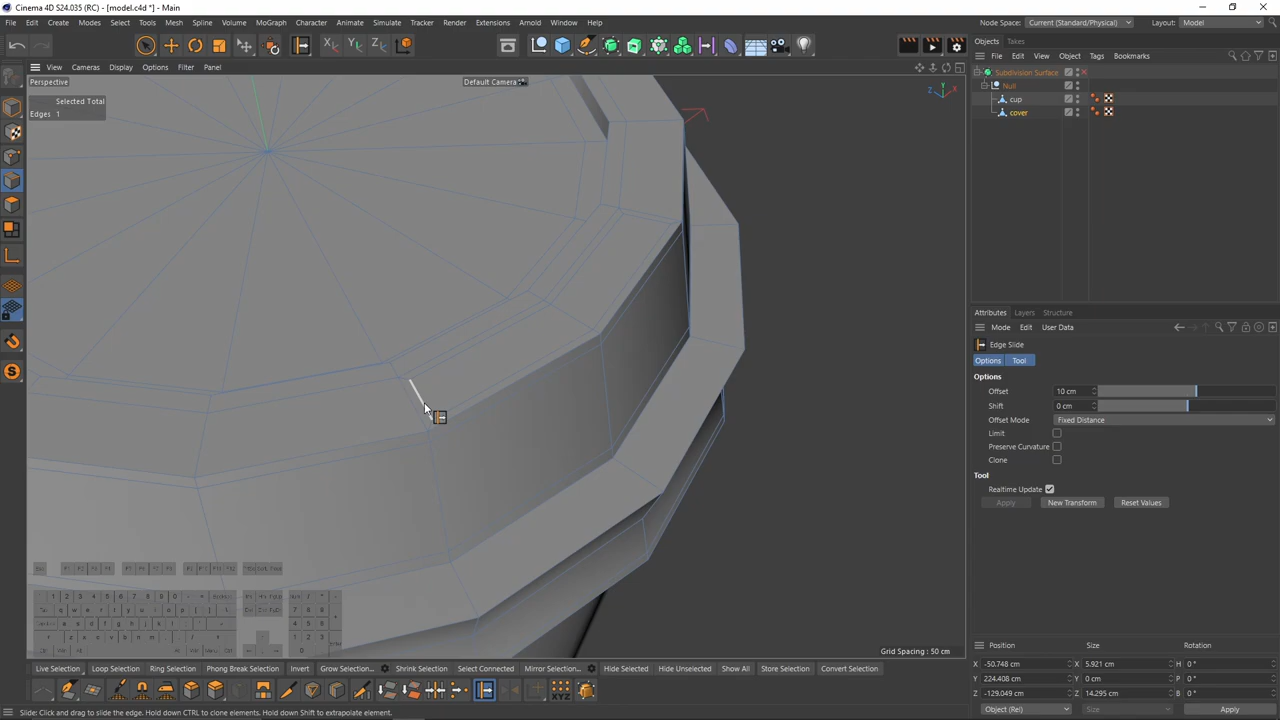 Cinema 4D S24.035 (RC) - [model.c4d *] - Main
File Edit Create Modes Select Tools Mesh Spline Volume MoGraph Character Animate Simulate Tracker Render Extensions Arnold Window Help
Node Space: Current (Standard/Physical) Layout: Model
Objects Takes
View Cameras Display Options Filter Panel
File Edit View Object Tags Bookmarks
Perspective
Default Camera
Selected Total
Edges 1
Subdivision Surface
Null
cup
cover
Y
Z X
Attributes Layers Structure
Mode Edit User Data
Edge Slide
Options Tool
Options
Offset 10 cm
Shift 0 cm
Offset Mode Fixed Distance
Limit
Preserve Curvature
Clone
Tool
Realtime Update
Apply New Transform Reset Values
Grid Spacing : 50 cm
Live Selection Loop Selection Ring Selection Phong Break Selection Invert Grow Selection... Shrink Selection Select Connected Mirror Selection... Hide Selected Hide Unselected Show All Store Selection Convert Selection
Position Size Rotation
X -50.748 cm X 5.921 cm H 0 °
Y 224.408 cm Y 0 cm P 0 °
Z -129.049 cm Z 14.295 cm B 0 °
Object (Rel) Size Apply
Slide: Click and drag to slide the edge. Hold down CTRL to clone elements. Hold down Shift to extrapolate element.